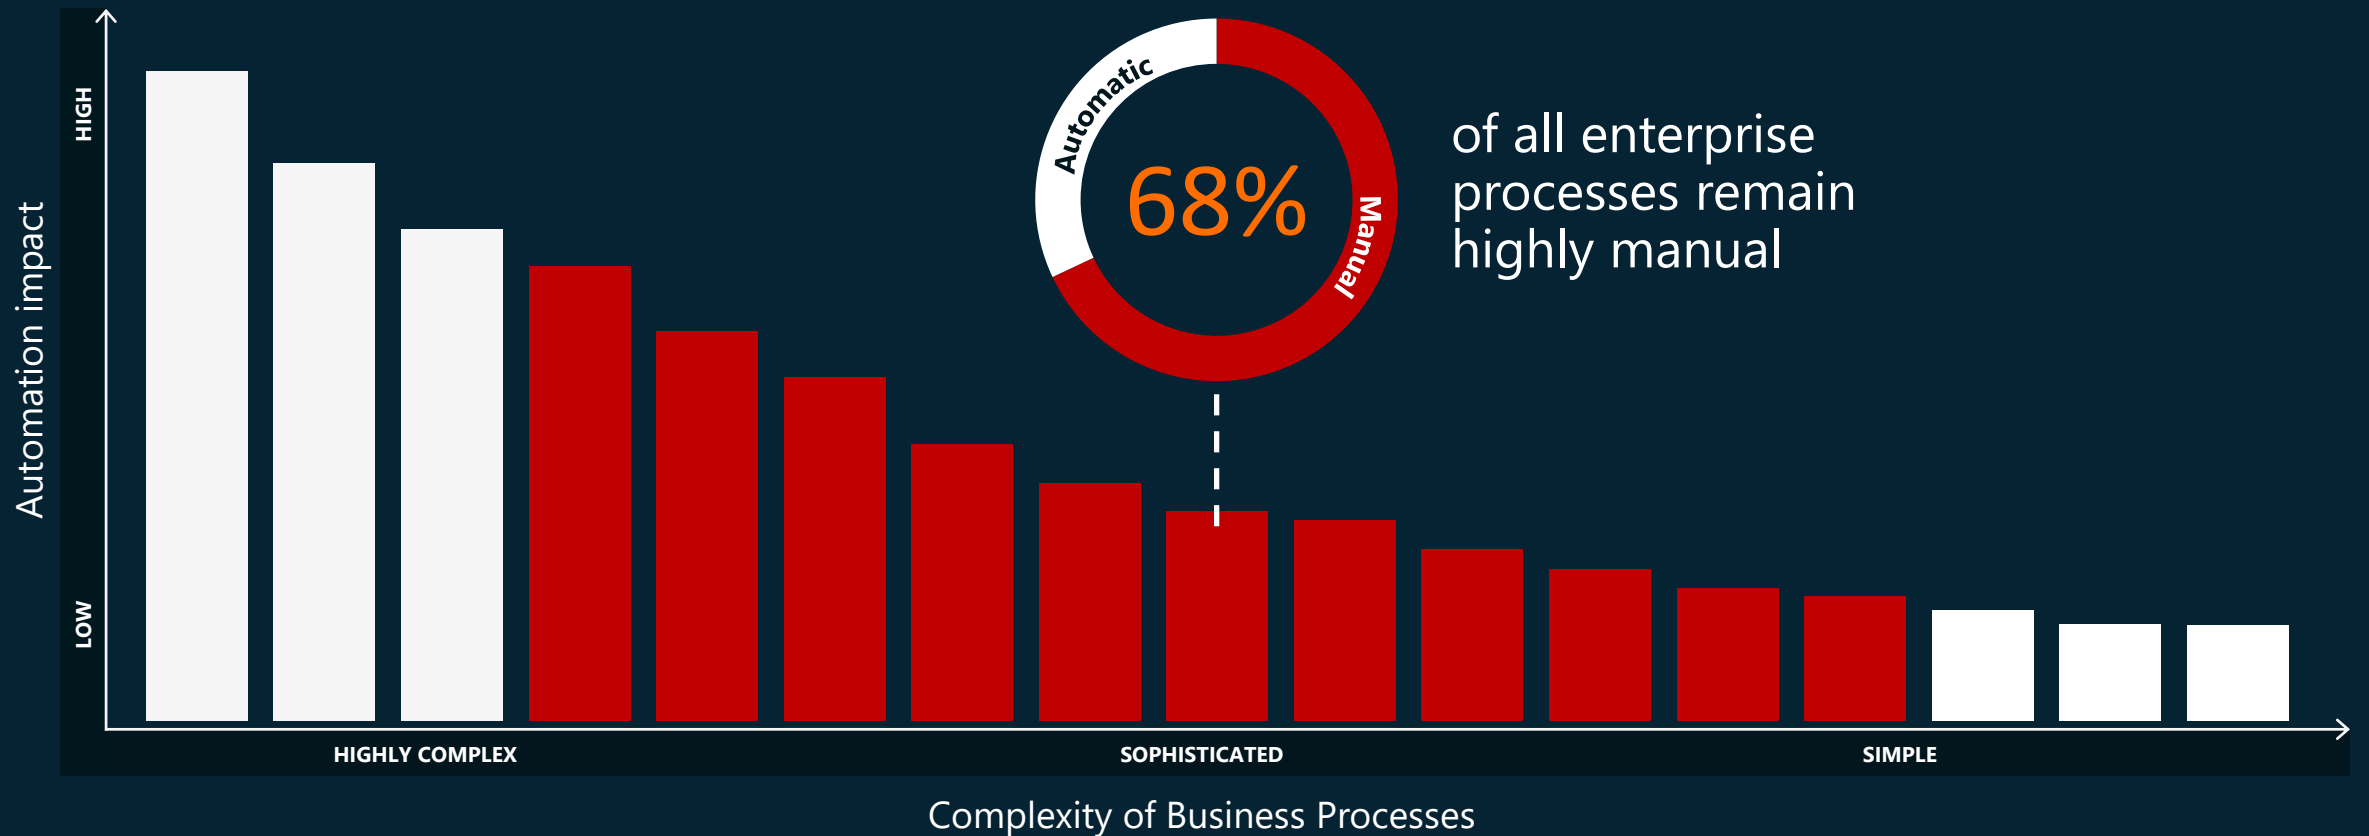 Automatic
Manual
68%
of all enterprise
processes remain
highly manual
HIGH
Automation impact
LOW
HIGHLY COMPLEX
SOPHISTICATED
SIMPLE
Complexity of Business Processes